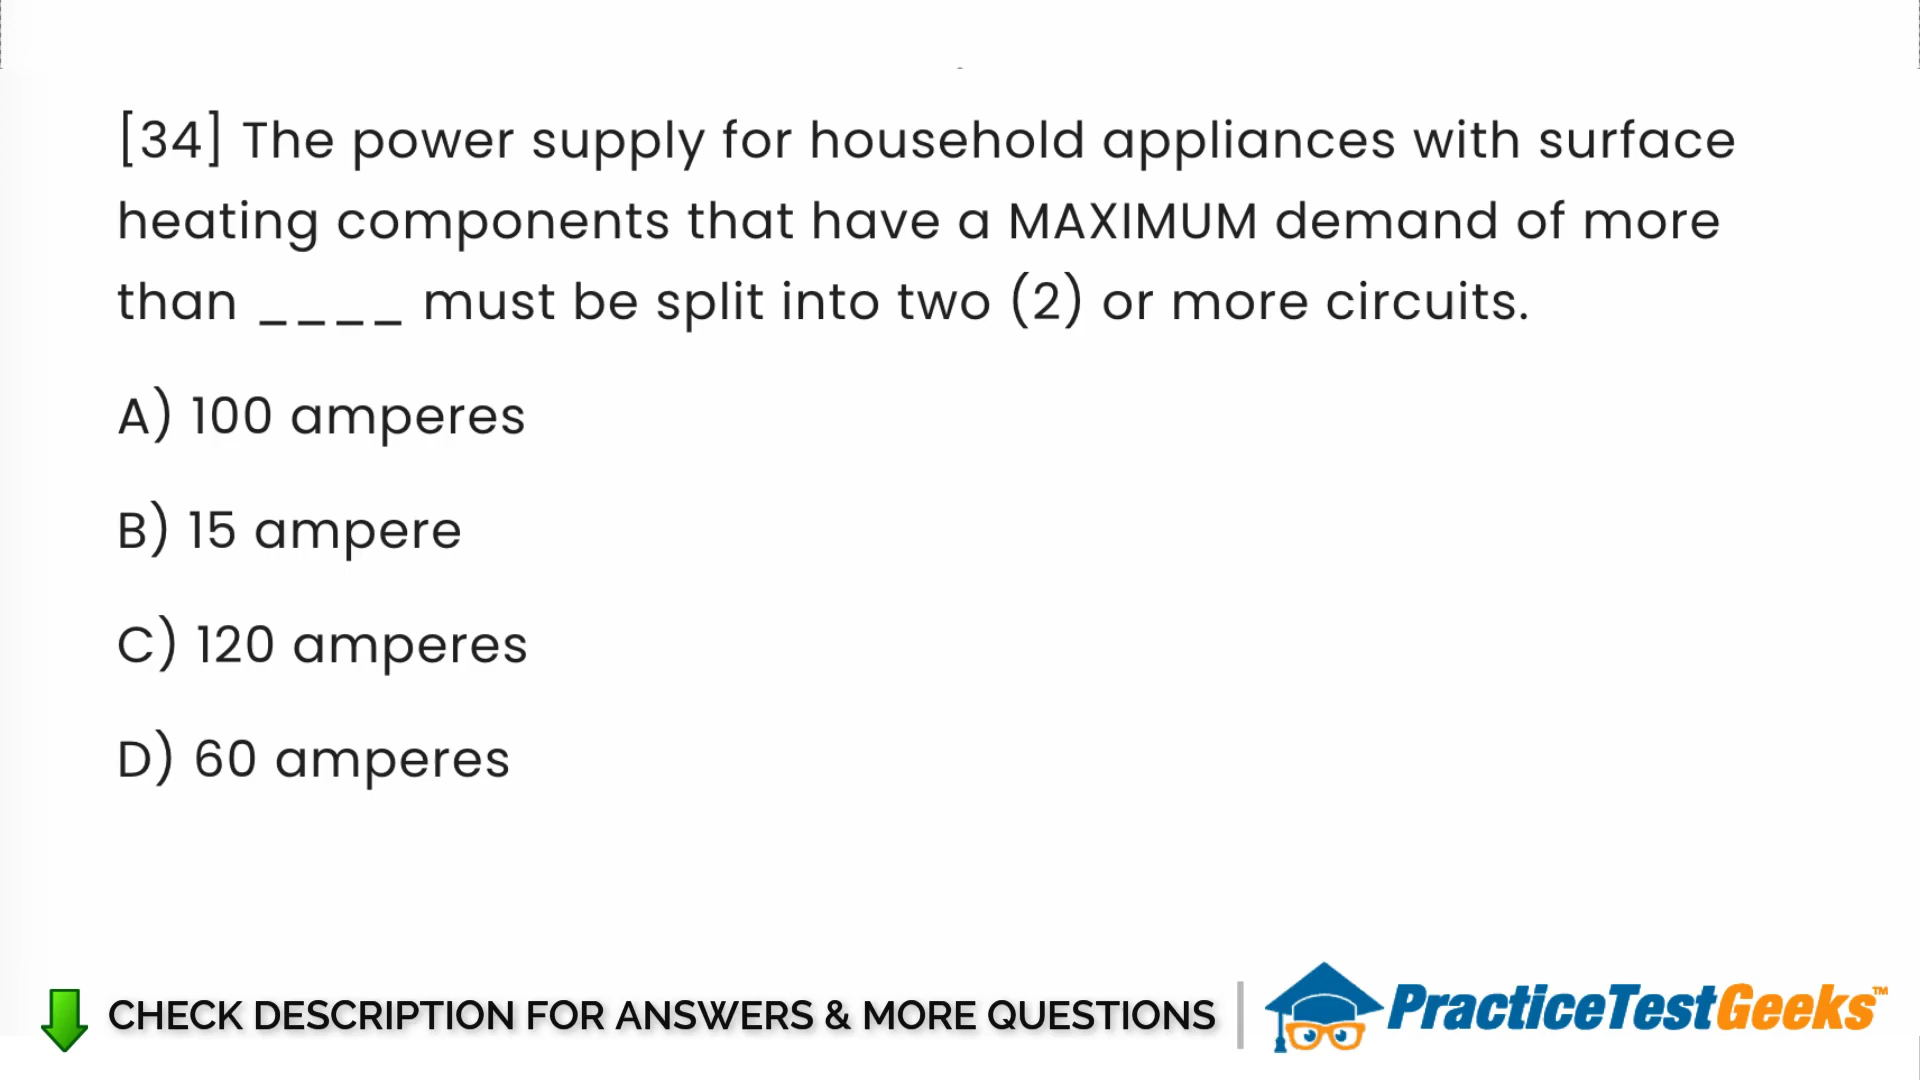 [34] The power supply for household appliances with surface
heating components that have a MAXIMUM demand of more
than ____ must be split into two (2) or more circuits.
A) 100 amperes
B) 15 ampere
C) 120 amperes
D) 60 amperes
CHECK DESCRIPTION FOR ANSWERS & MORE QUESTIONS
PracticeTestGeeks™